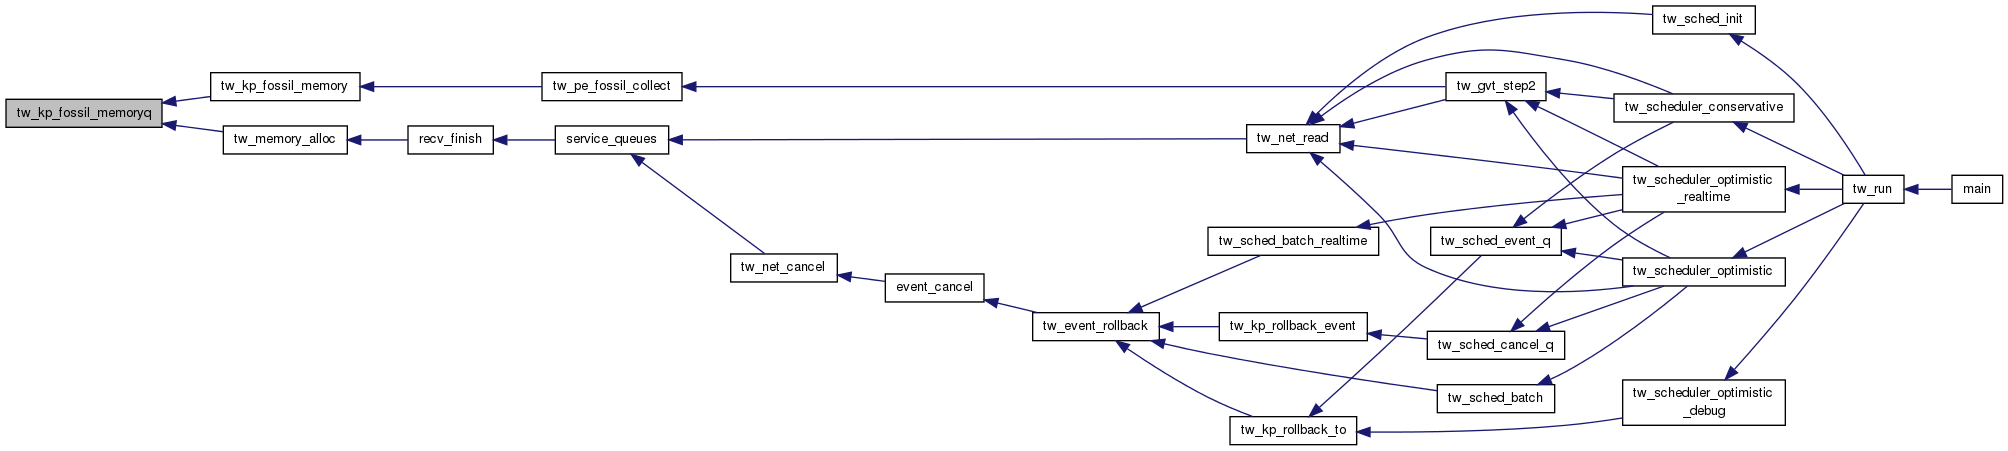 tw_kp_fossil_memoryq
tw_kp_fossil_memory
tw_memory_alloc
tw_pe_fossil_collect
recv_finish
service_queues
tw_net_cancel
event_cancel
tw_event_rollback
tw_net_read
tw_sched_batch_realtime
tw_kp_rollback_event
tw_kp_rollback_to
tw_gvt_step2
tw_sched_event_q
tw_sched_cancel_q
tw_sched_batch
tw_sched_init
tw_scheduler_conservative
tw_scheduler_optimistic
_realtime
tw_scheduler_optimistic
tw_scheduler_optimistic
_debug
tw_run
main